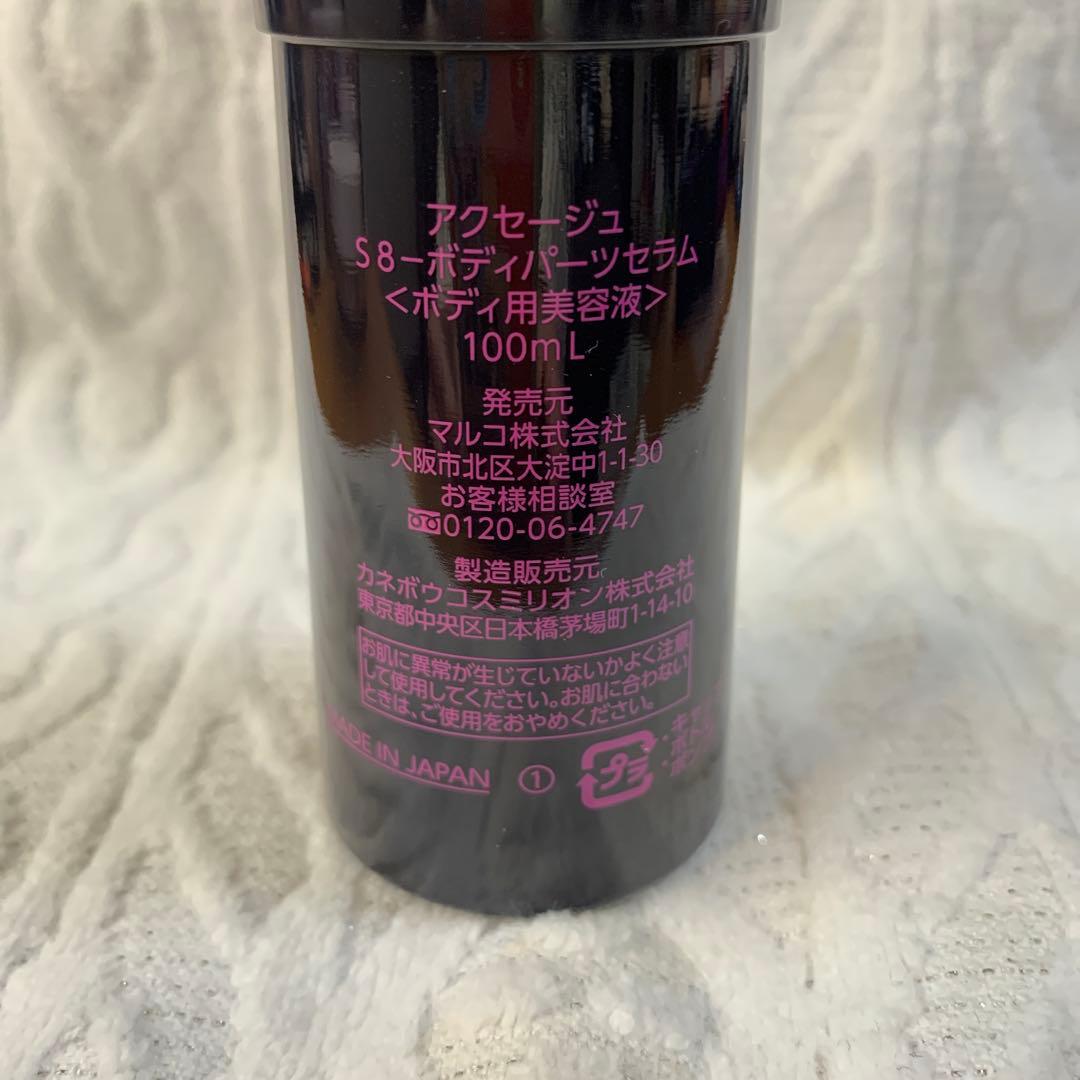 アクセージュ
S8-ボディパーツセラム
<ボディ用美容液>
100mL
発売元
マルコ株式会社
大阪市北区大淀中1-1-30
お客様相談室
0120-06-4747
製造販売元
カネボウコスミリオン株式会社
東京都中央区日本橋茅場町1-14-10
お肌に異常が生じていないかよく注意
して使用してください。お肌に合わない
ときは、ご使用をおやめください。
MADE IN JAPAN ① プラ